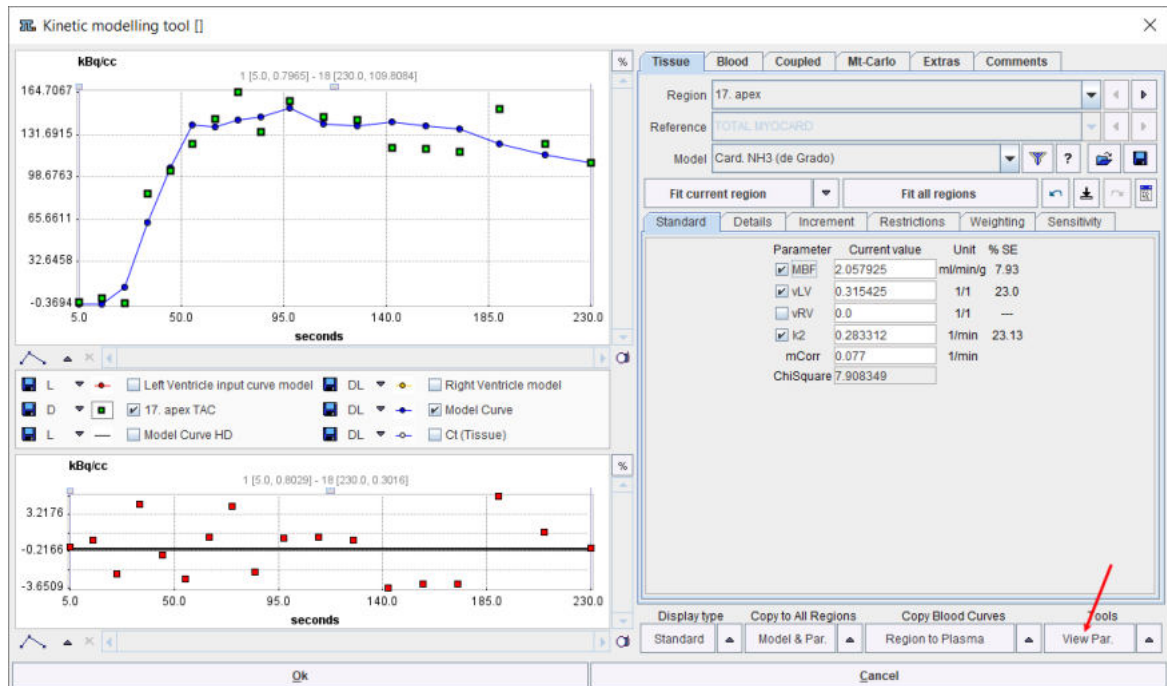 Kinetic modelling tool []
kBq/cc
1 [5.0, 0.7965] - 18 [230.0, 109.8084]
%
164.7067
131.6915
98.6763
65.6611
32.6458
-0.3694
5.0 50.0 95.0 140.0 185.0 230.0
seconds
L Left Ventricle input curve model DL Right Ventricle model
D 17. apex TAC DL Model Curve
L Model Curve HD DL Ct (Tissue)
kBq/cc
1 [5.0, 0.8029] - 18 [230.0, 0.3016]
%
3.2176
-0.2166
-3.6509
5.0 50.0 95.0 140.0 185.0 230.0
seconds
Tissue Blood Coupled Mt-Carlo Extras Comments
Region 17. apex
Reference TOTAL MYOCARD
Model Card. NH3 (de Grado) ?
Fit current region Fit all regions
Standard Details Increment Restrictions Weighting Sensitivity
Parameter Current value Unit % SE
MBF 2.057925 ml/min/g 7.93
vLV 0.315425 1/1 23.0
vRV 0.0 1/1 ---
k2 0.283312 1/min 23.13
mCorr 0.077 1/min
ChiSquare 7.908349
Display type Copy to All Regions Copy Blood Curves Tools
Standard Model & Par. Region to Plasma View Par.
Ok Cancel